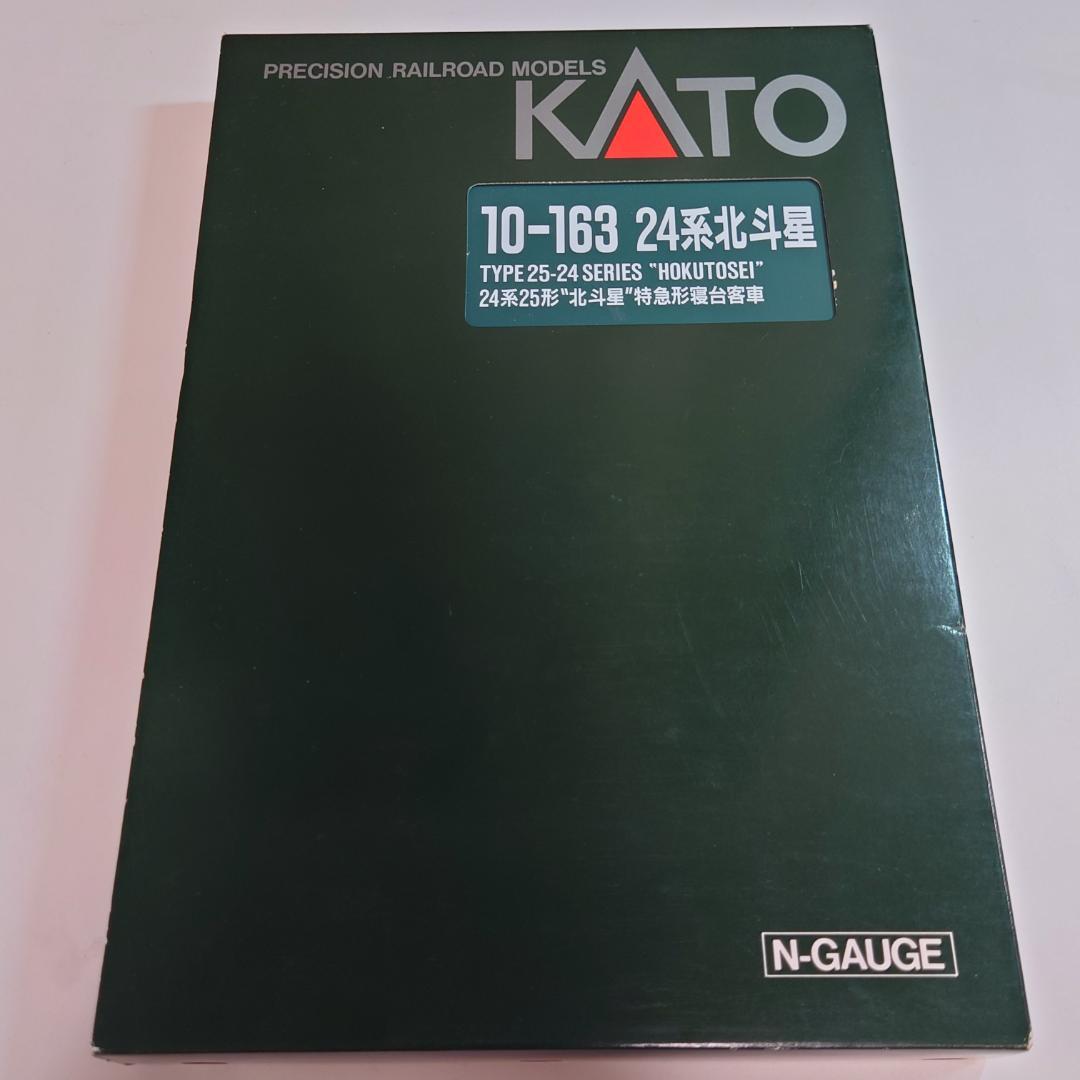 PRECISION RAILROAD MODELS
KATO
10-163 24系北斗星
TYPE 25-24 SERIES "HOKUTOSEI"
24系25形"北斗星"特急形寝台客車
N-GAUGE